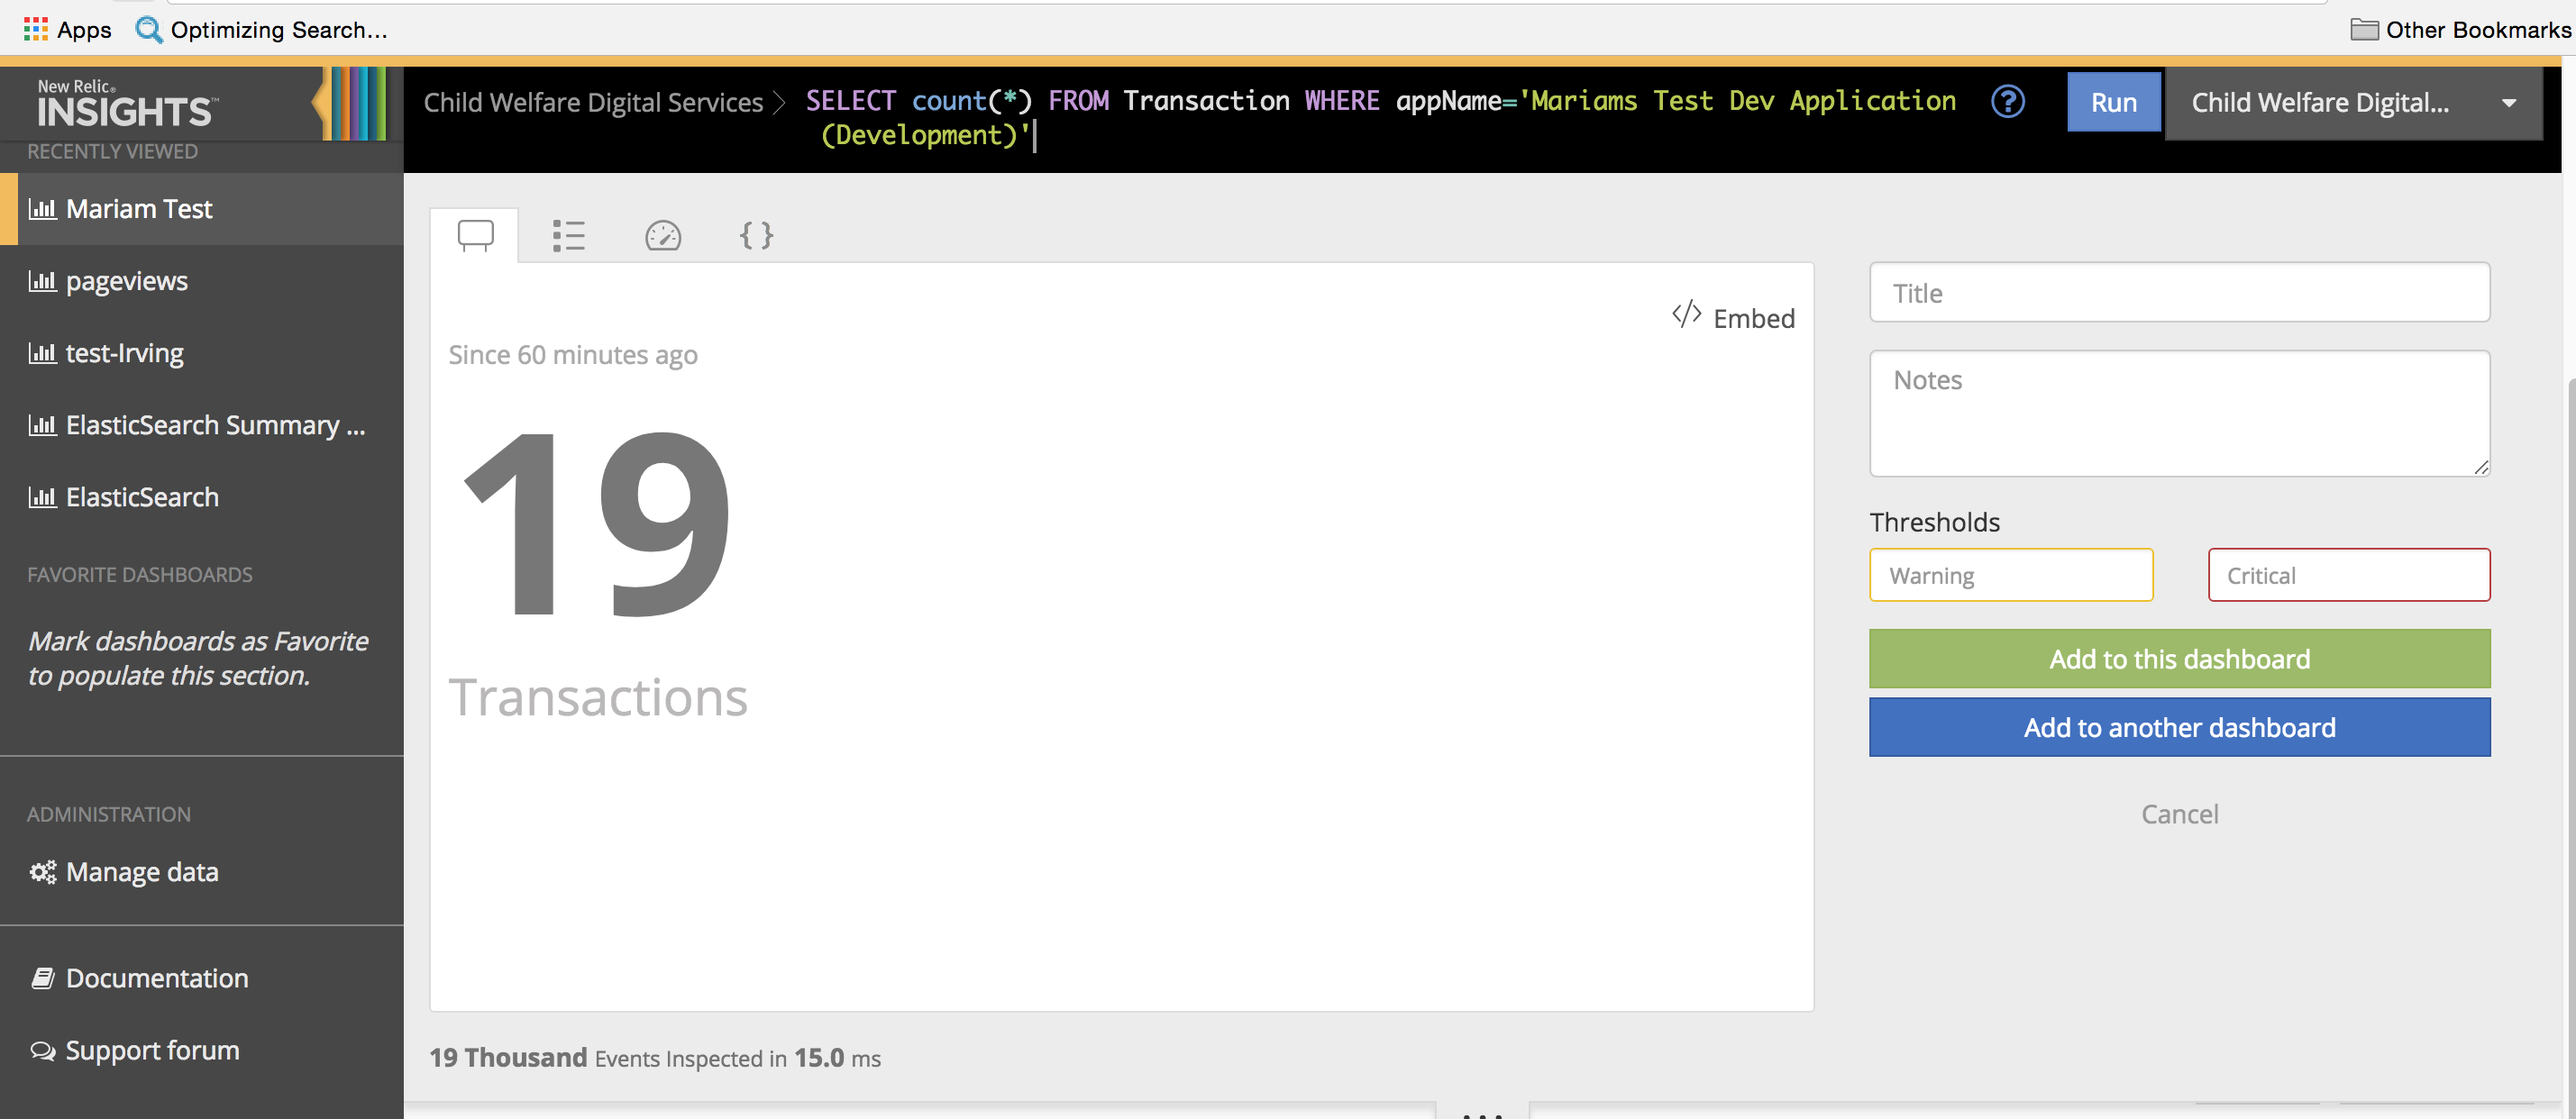 Apps
Optimizing Search...
Other Bookmarks
New Relic®
INSIGHTS™
Child Welfare Digital Services
SELECT count(*) FROM Transaction WHERE appName='Mariams Test Dev Application
(Development)'
Run
Child Welfare Digital...
RECENTLY VIEWED
Mariam Test
pageviews
test-Irving
ElasticSearch Summary ...
ElasticSearch
FAVORITE DASHBOARDS
Mark dashboards as Favorite
to populate this section.
ADMINISTRATION
Manage data
Documentation
Support forum
{ }
</> Embed
Since 60 minutes ago
19
Transactions
19 Thousand Events Inspected in 15.0 ms
Title
Notes
Thresholds
Warning
Critical
Add to this dashboard
Add to another dashboard
Cancel